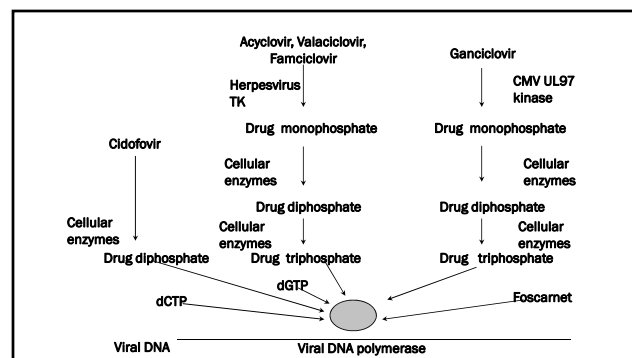 Acyclovir, Valaciclovir,
Famciclovir
Ganciclovir
Herpesvirus
TK
CMV UL97
kinase
Drug monophosphate
Drug monophosphate
Cidofovir
Cellular
enzymes
Cellular
enzymes
Drug diphosphate
Drug diphosphate
Cellular
enzymes
Cellular
enzymes
Cellular
enzymes
Drug diphosphate
Drug triphosphate
Drug triphosphate
dGTP
dCTP
Foscarnet
Viral DNA
Viral DNA polymerase